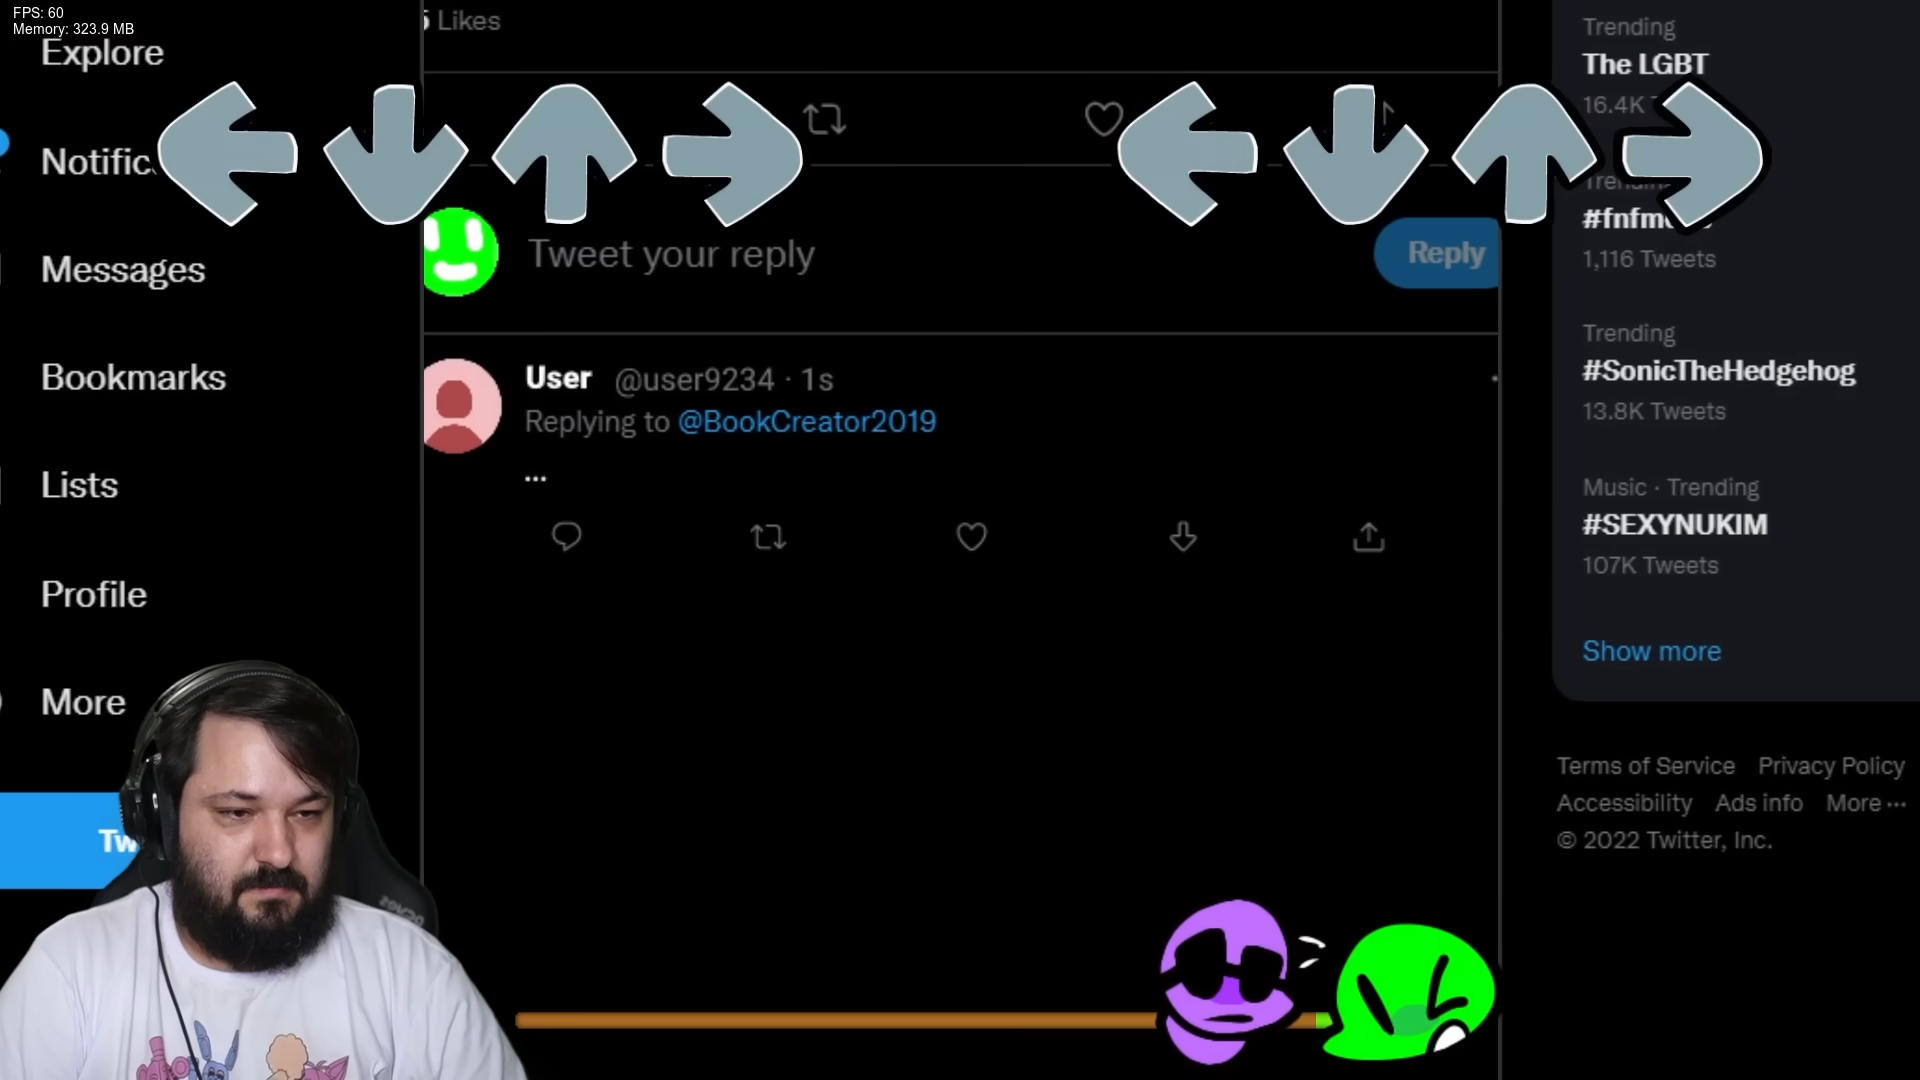 FPS: 60
Memory: 323.9 MB
Explore
Notific
Messages
Bookmarks
Lists
Profile
More
Tw
Likes
Tweet your reply
Reply
User @user9234 · 1s
Replying to @BookCreator2019
...
Trending
The LGBT
16.4K
Trending
#fnfm
1,116 Tweets
Trending
#SonicTheHedgehog
13.8K Tweets
Music · Trending
#SEXYNUKIM
107K Tweets
Show more
Terms of Service Privacy Policy
Accessibility Ads info More ...
© 2022 Twitter, Inc.